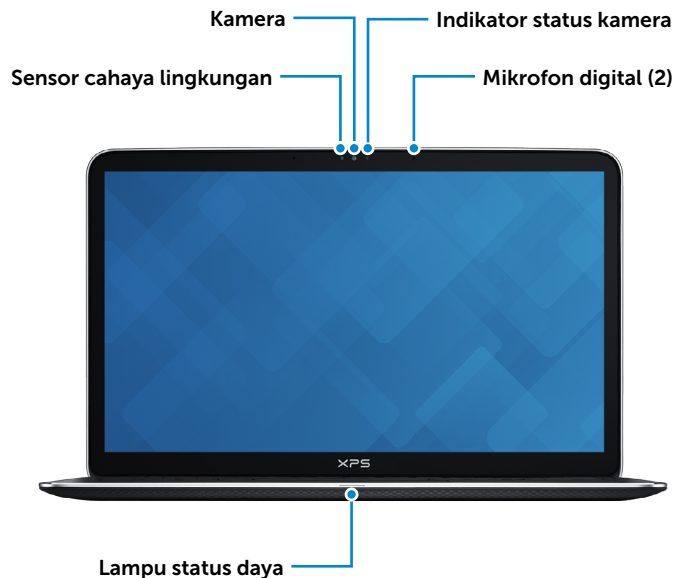 Kamera
Indikator status kamera
Sensor cahaya lingkungan
Mikrofon digital (2)
XPS
Lampu status daya